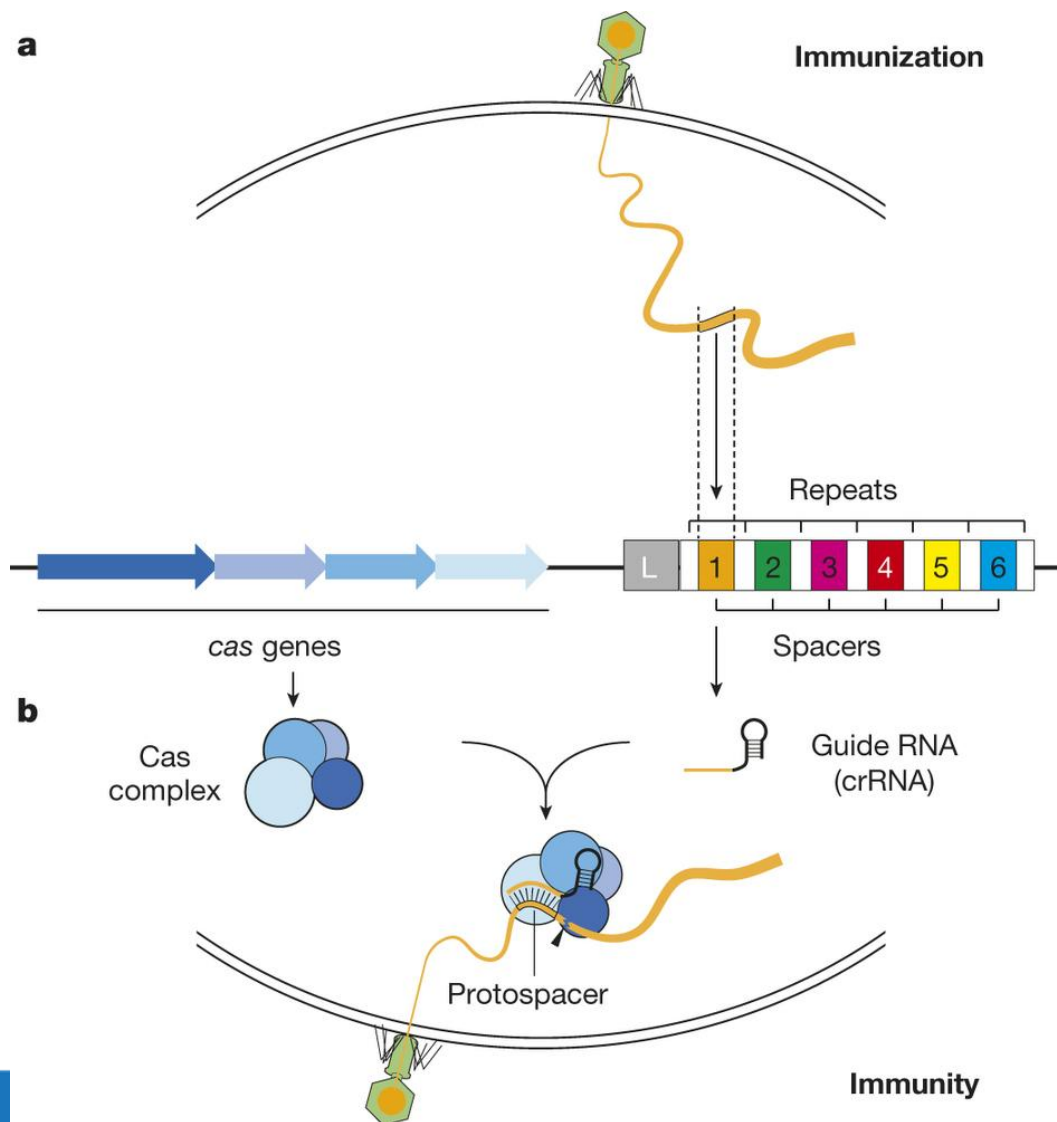 a
Immunization
Repeats
L 1 2 3 4 5 6
cas genes
Spacers
b
Cas
complex
Guide RNA
(crRNA)
Protospacer
Immunity